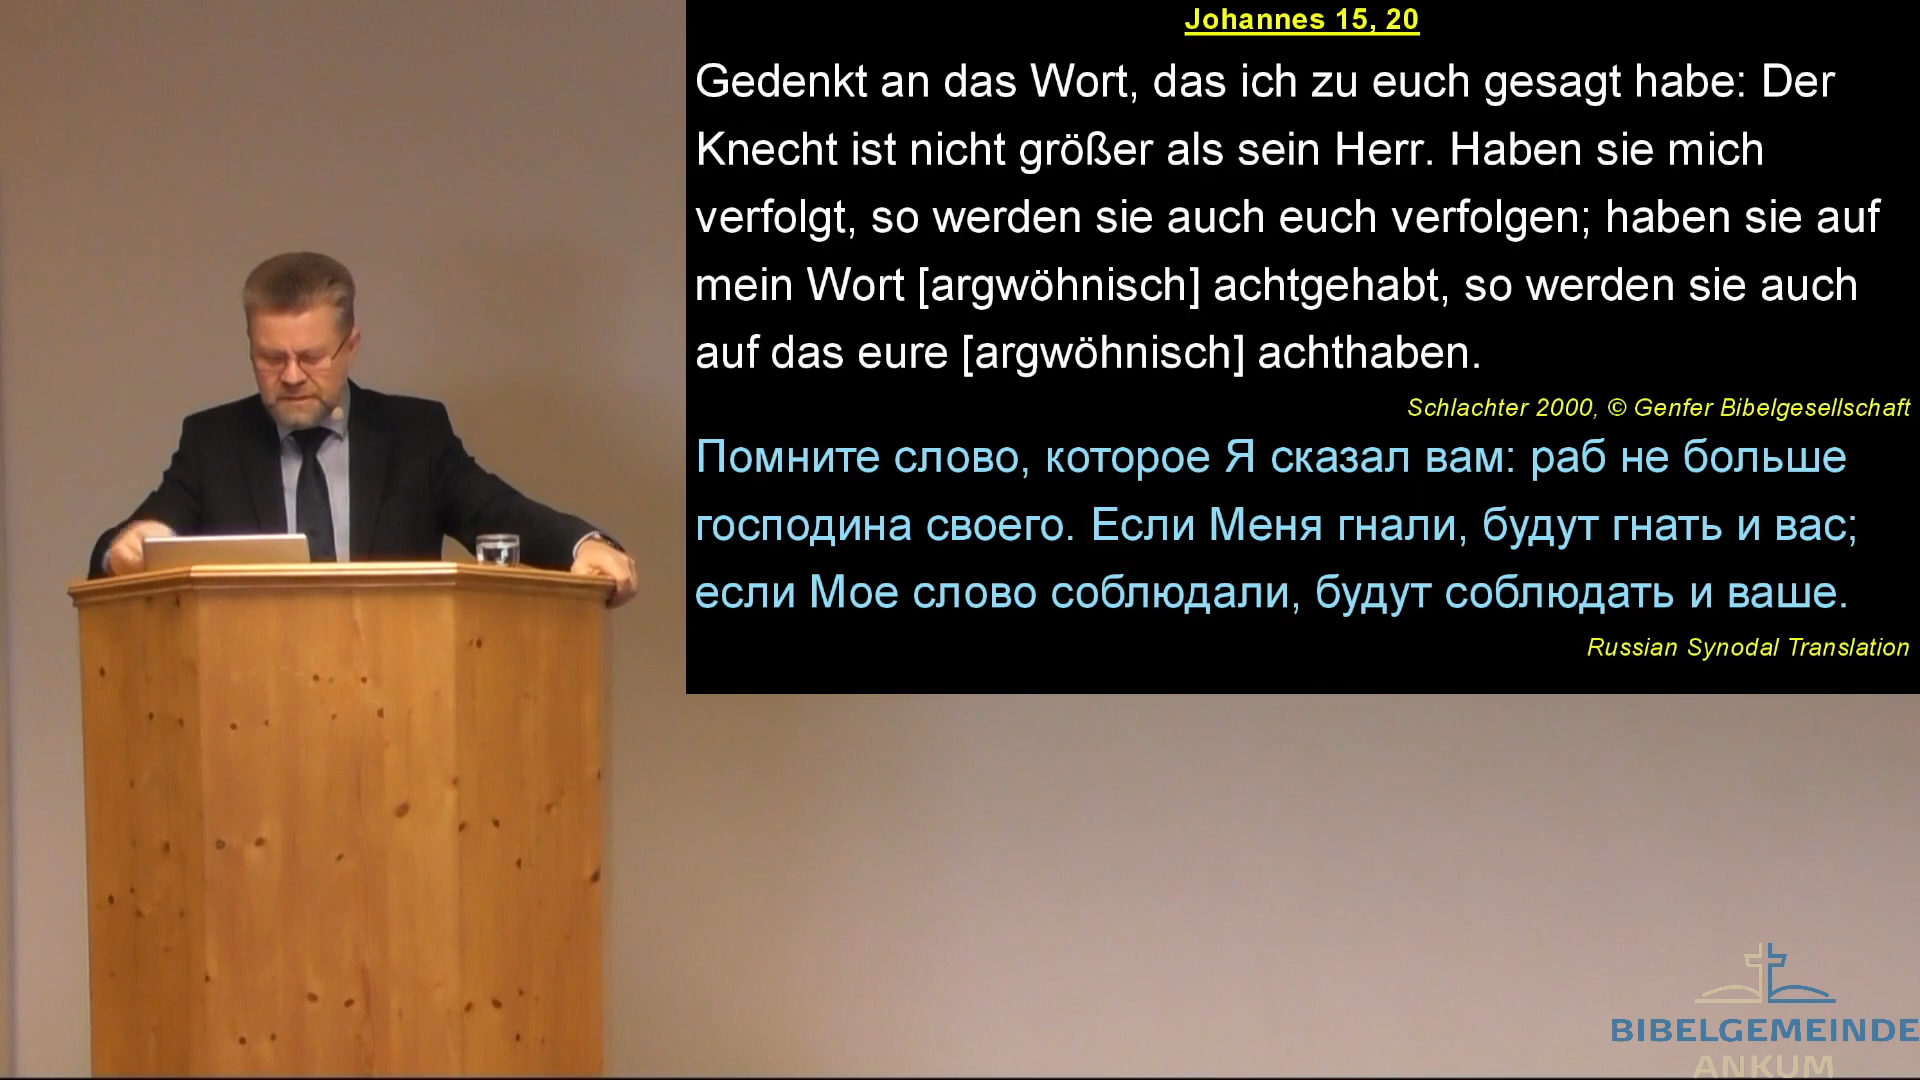 Johannes 15, 20
Gedenkt an das Wort, das ich zu euch gesagt habe: Der
Knecht ist nicht größer als sein Herr. Haben sie mich
verfolgt, so werden sie auch euch verfolgen; haben sie auf
mein Wort [argwöhnisch] achtgehabt, so werden sie auch
auf das eure [argwöhnisch] achthaben.
Schlachter 2000, © Genfer Bibelgesellschaft
Помните слово, которое Я сказал вам: раб не больше
господина своего. Если Меня гнали, будут гнать и вас;
если Мое слово соблюдали, будут соблюдать и ваше.
Russian Synodal Translation
BIBELGEMEINDE
ANKUM